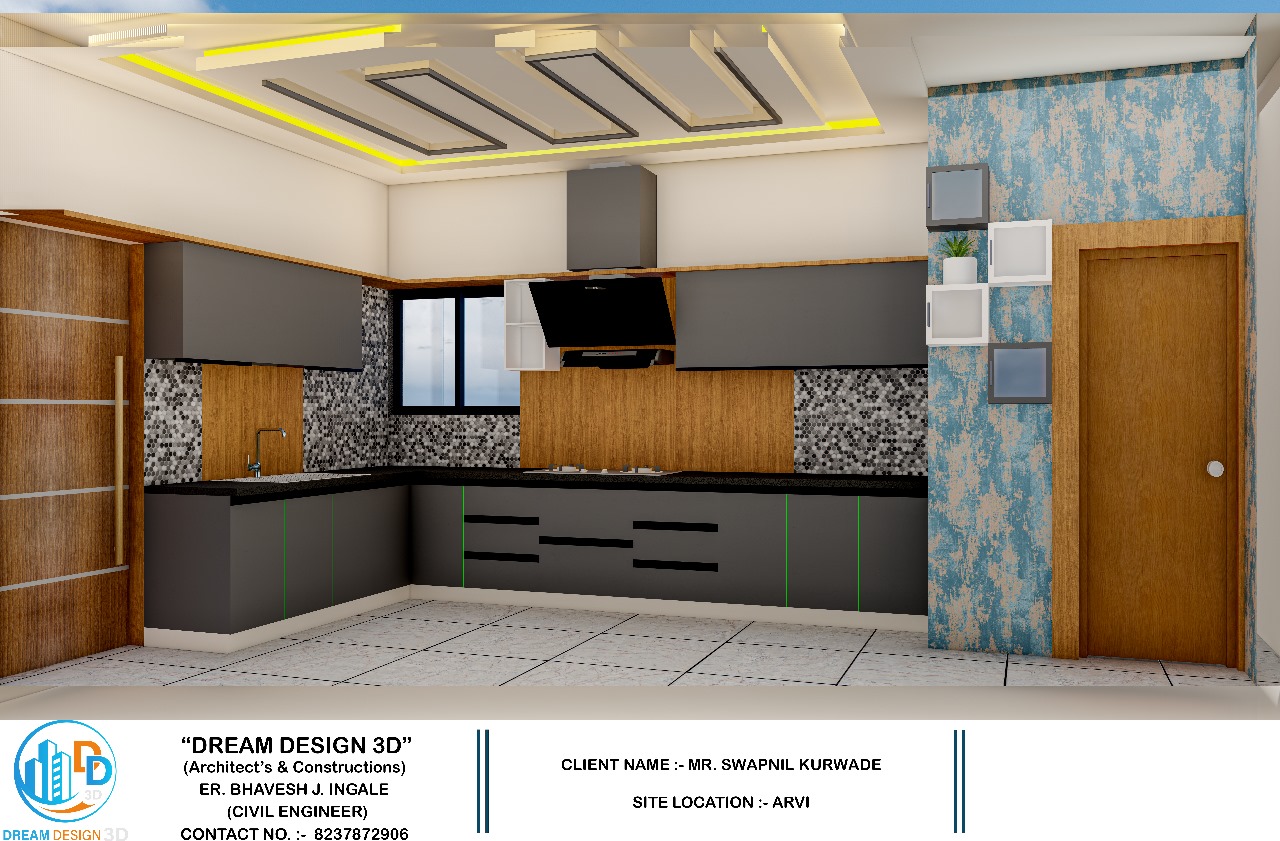 “DREAM DESIGN 3D”
(Architect’s & Constructions)
ER. BHAVESH J. INGALE
(CIVIL ENGINEER)
CONTACT NO. :- 8237872906
CLIENT NAME :- MR. SWAPNIL KURWADE
SITE LOCATION :- ARVI
DD
3D
DREAM DESIGN 3D